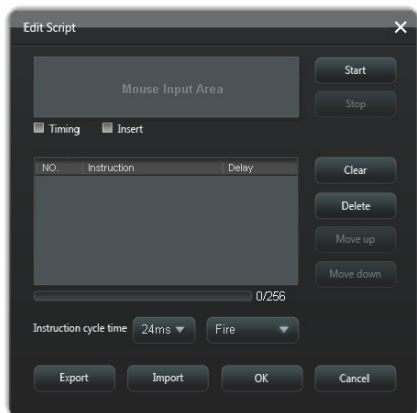 Edit Script
Mouse Input Area
Start
Stop
Timing Insert
NO. Instruction Delay
Clear
Delete
Move up
Move down
0/256
Instruction cycle time 24ms Fire
Export Import OK Cancel